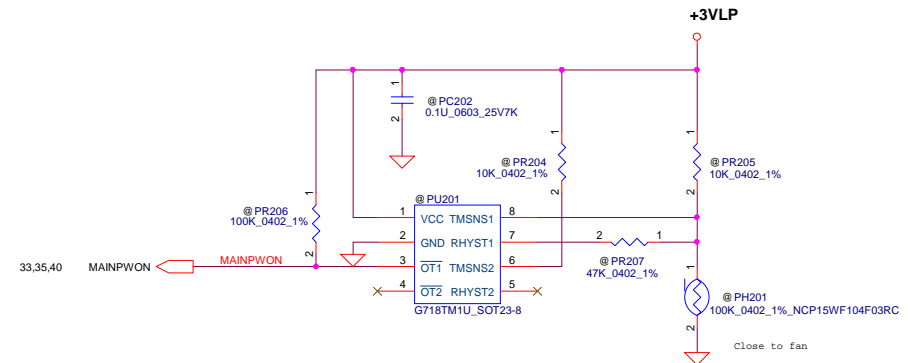 +3VLP
1
@ PC202
0.1U_0603_25V7K
2
1
@ PR204
10K_0402_1%
2
1
@ PR205
10K_0402_1%
2
1
@ PR206
100K_0402_1%
2
@ PU201
1 VCC TMSNS1 8
2 GND RHYST1 7
3 OT1 TMSNS2 6
4 OT2 RHYST2 5
G718TM1U_SOT23-8
2 1
@ PR207
47K_0402_1%
33,35,40 MAINPWON MAINPWON
1
@ PH201
100K_0402_1%_NCP15WF104F03RC
2
Close to fan